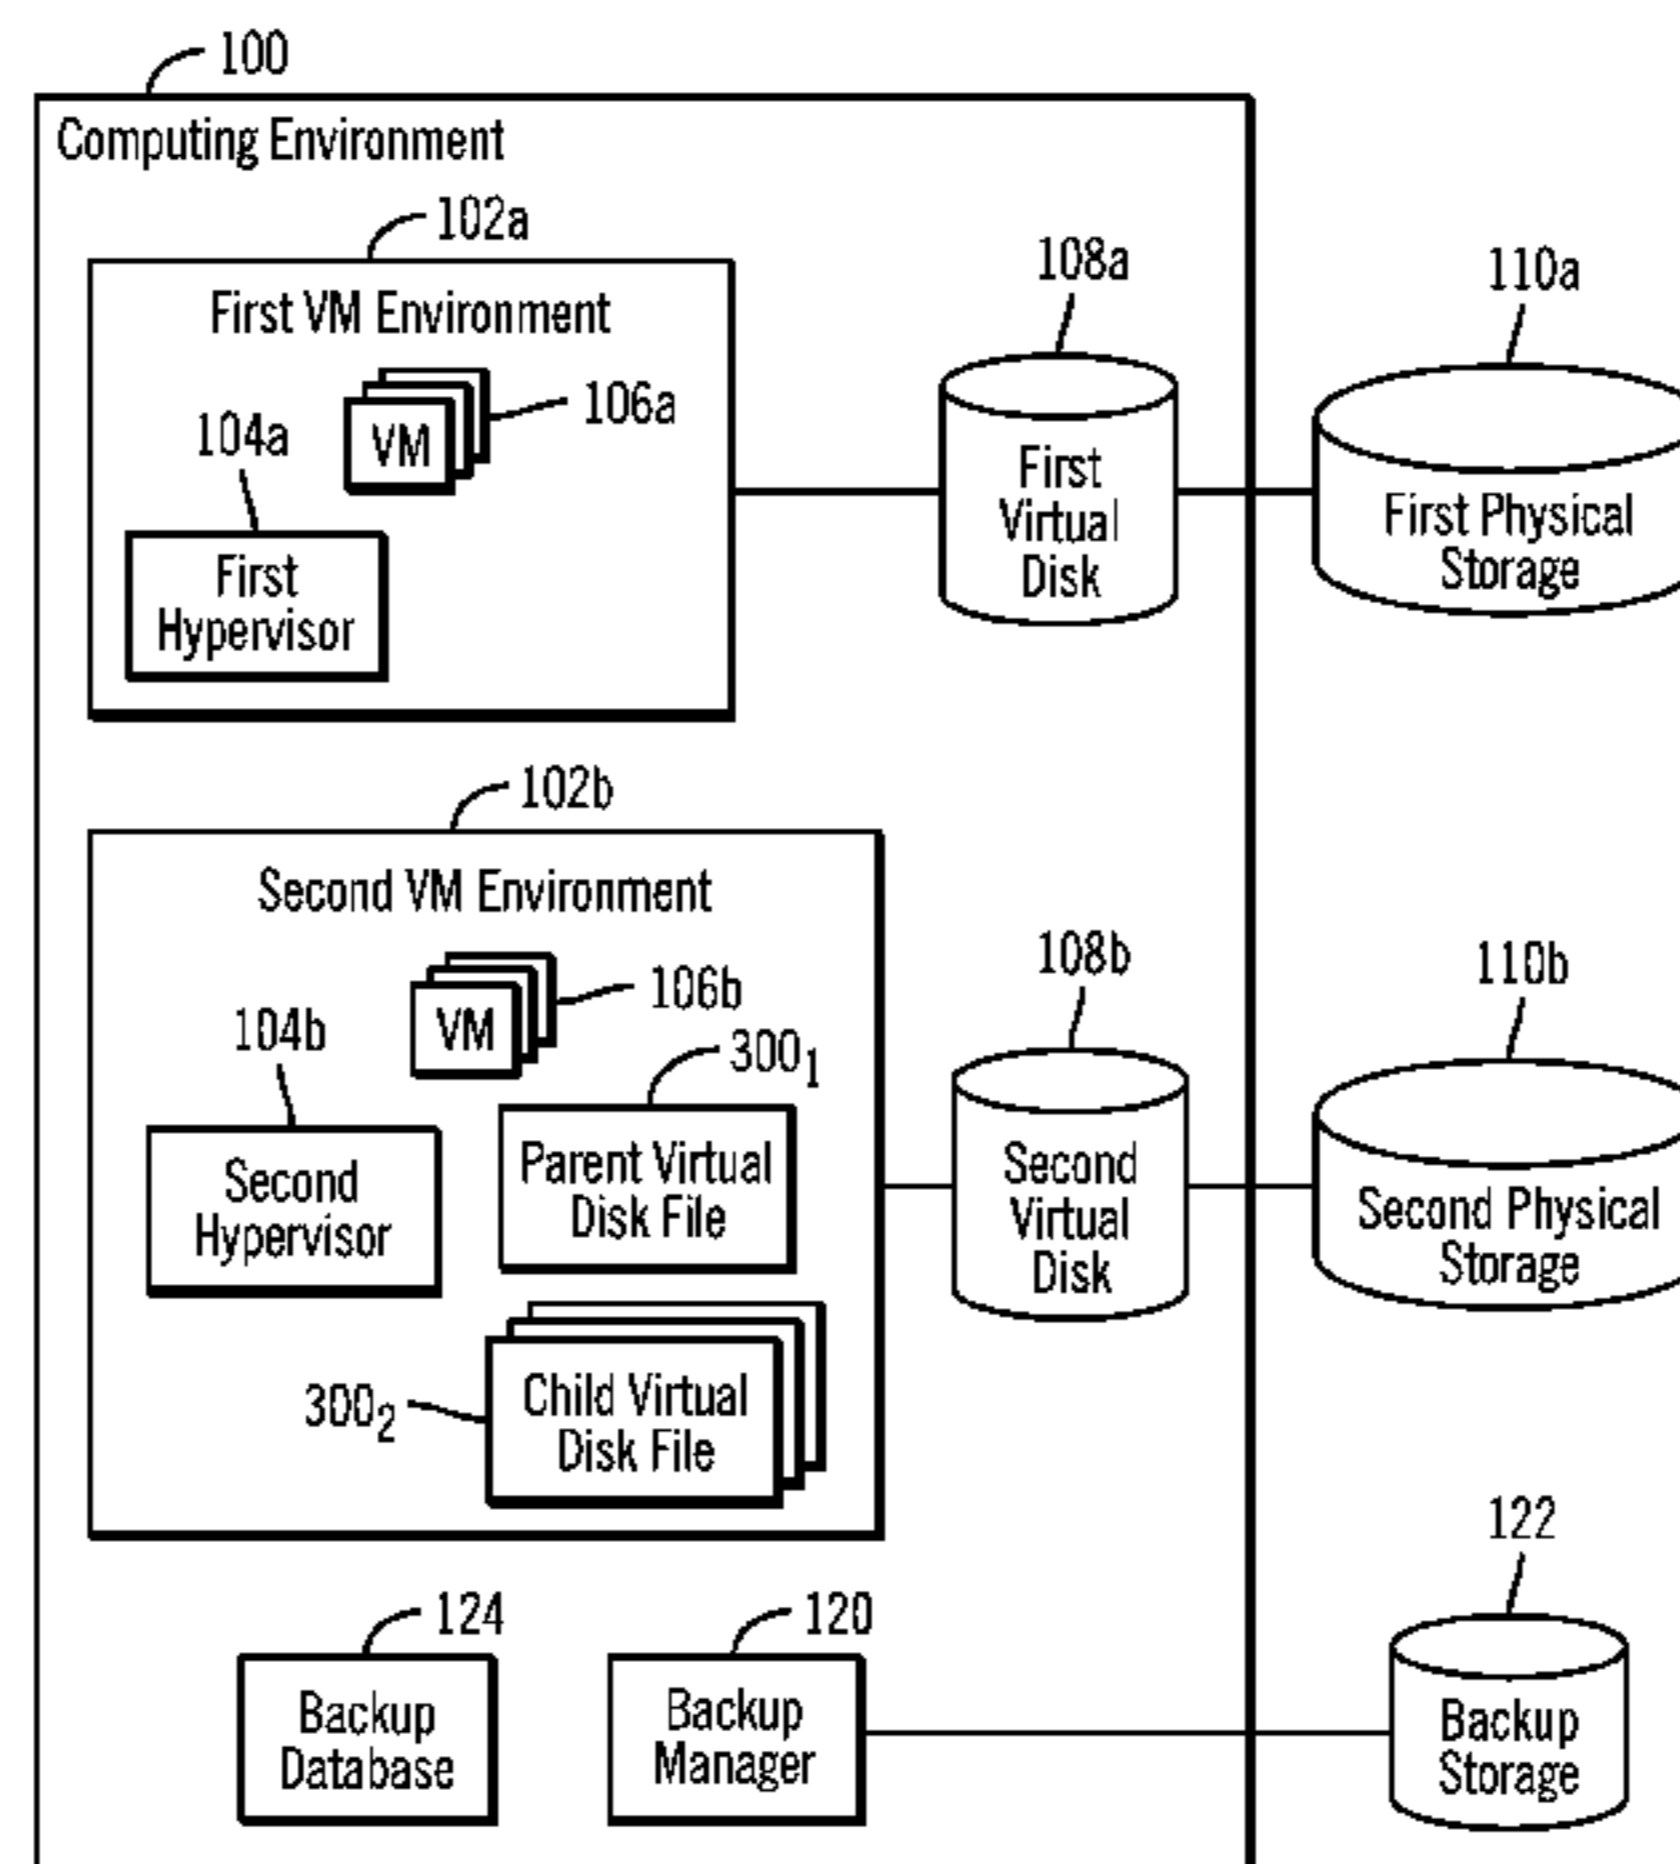 100
Computing Environment
102a
First VM Environment
106a
VM
104a
First
Hypervisor
108a
First
Virtual
Disk
110a
First Physical
Storage
102b
Second VM Environment
106b
VM
104b
Second
Hypervisor
300₁
Parent Virtual
Disk File
300₂
Child Virtual
Disk File
108b
Second
Virtual
Disk
110b
Second Physical
Storage
124
Backup
Database
120
Backup
Manager
122
Backup
Storage